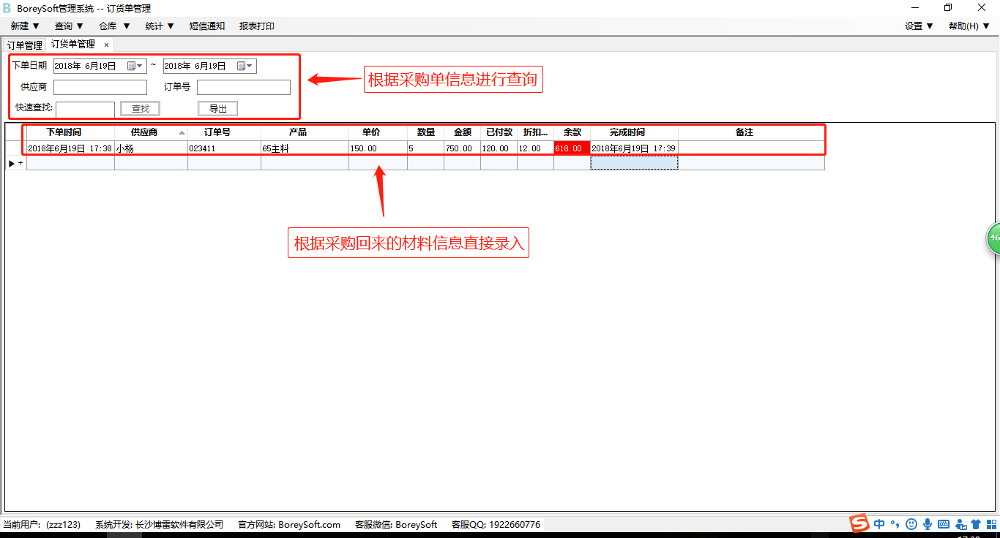 BoreySoft管理系统 -- 订货单管理
新建 ▼ 查询 ▼ 仓库 ▼ 统计 ▼ 短信通知 报表打印 设置 ▼ 帮助(H) ▼
订单管理 订货单管理 ×
下单日期 2018年 6月19日 ~ 2018年 6月19日
根据采购单信息进行查询
供应商 订单号
快速查找: 查找 导出
下单时间 供应商 订单号 产品 单价 数量 金额 已付款 折扣... 余款 完成时间 备注
2018年6月19日 17:38 小杨 023411 65主料 150.00 5 750.00 120.00 12.00 618.00 2018年6月19日 17:39
根据采购回来的材料信息直接录入
46
当前用户: (zzz123) 系统开发: 长沙博雷软件有限公司 官方网站: BoreySoft.com 客服微信: BoreySoft 客服QQ: 1922660776
中